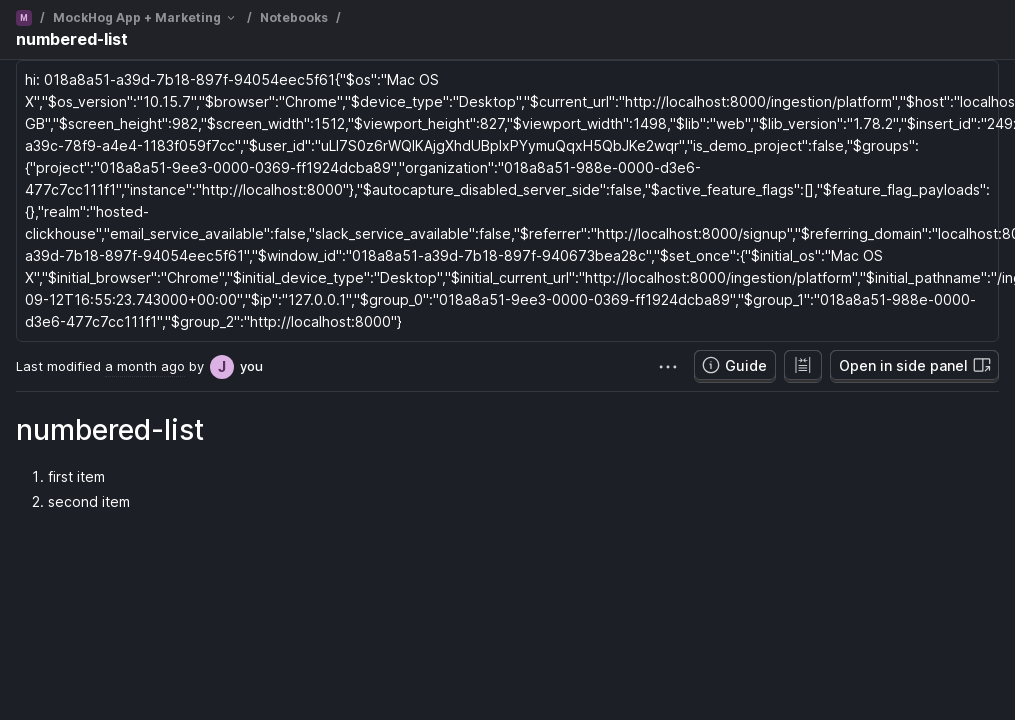 M / MockHog App + Marketing / Notebooks /
numbered-list
hi: 018a8a51-a39d-7b18-897f-94054eec5f61{"$os":"Mac OS
X","$os_version":"10.15.7","$browser":"Chrome","$device_type":"Desktop","$current_url":"http://localhost:8000/ingestion/platform","$host":"localhos
GB","$screen_height":982,"$screen_width":1512,"$viewport_height":827,"$viewport_width":1498,"$lib":"web","$lib_version":"1.78.2","$insert_id":"249
a39c-78f9-a4e4-1183f059f7cc","$user_id":"uLI7S0z6rWQIKAjgXhdUBplxPYymuQqxH5QbJKe2wqr","is_demo_project":false,"$groups":
{"project":"018a8a51-9ee3-0000-0369-ff1924dcba89","organization":"018a8a51-988e-0000-d3e6-
477c7cc111f1","instance":"http://localhost:8000"},"$autocapture_disabled_server_side":false,"$active_feature_flags":[],"$feature_flag_payloads":
{},"realm":"hosted-
clickhouse","email_service_available":false,"slack_service_available":false,"$referrer":"http://localhost:8000/signup","$referring_domain":"localhost:80
a39d-7b18-897f-94054eec5f61","$window_id":"018a8a51-a39d-7b18-897f-940673bea28c","$set_once":{"$initial_os":"Mac OS
X","$initial_browser":"Chrome","$initial_device_type":"Desktop","$initial_current_url":"http://localhost:8000/ingestion/platform","$initial_pathname":"/ing
09-12T16:55:23.743000+00:00","$ip":"127.0.0.1","$group_0":"018a8a51-9ee3-0000-0369-ff1924dcba89","$group_1":"018a8a51-988e-0000-
d3e6-477c7cc111f1","$group_2":"http://localhost:8000"}
Last modified a month ago by J you
Guide
Open in side panel
numbered-list
1. first item
2. second item